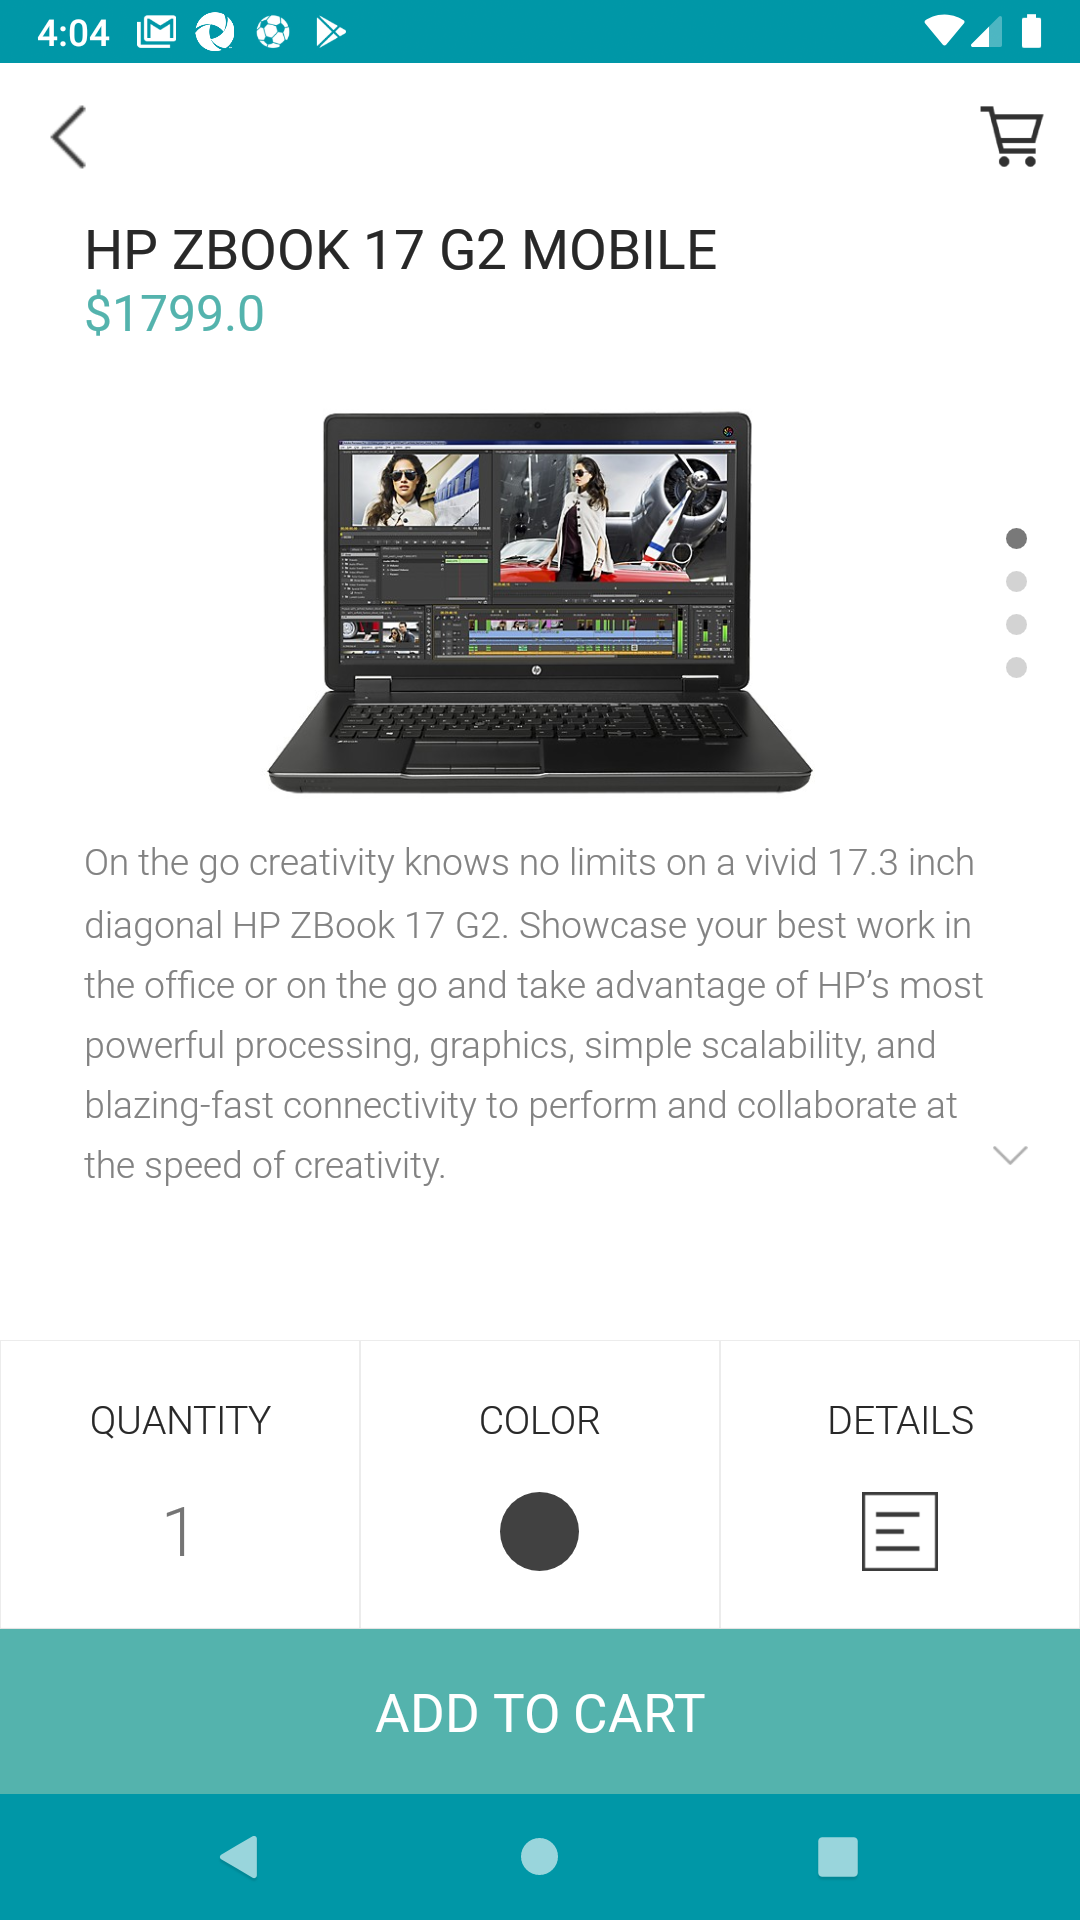 4:04
HP ZBOOK 17 G2 MOBILE
$1799.0
On the go creativity knows no limits on a vivid 17.3 inch
diagonal HP ZBook 17 G2. Showcase your best work in
the office or on the go and take advantage of HP’s most
powerful processing, graphics, simple scalability, and
blazing-fast connectivity to perform and collaborate at
the speed of creativity.
QUANTITY
COLOR
DETAILS
1
ADD TO CART